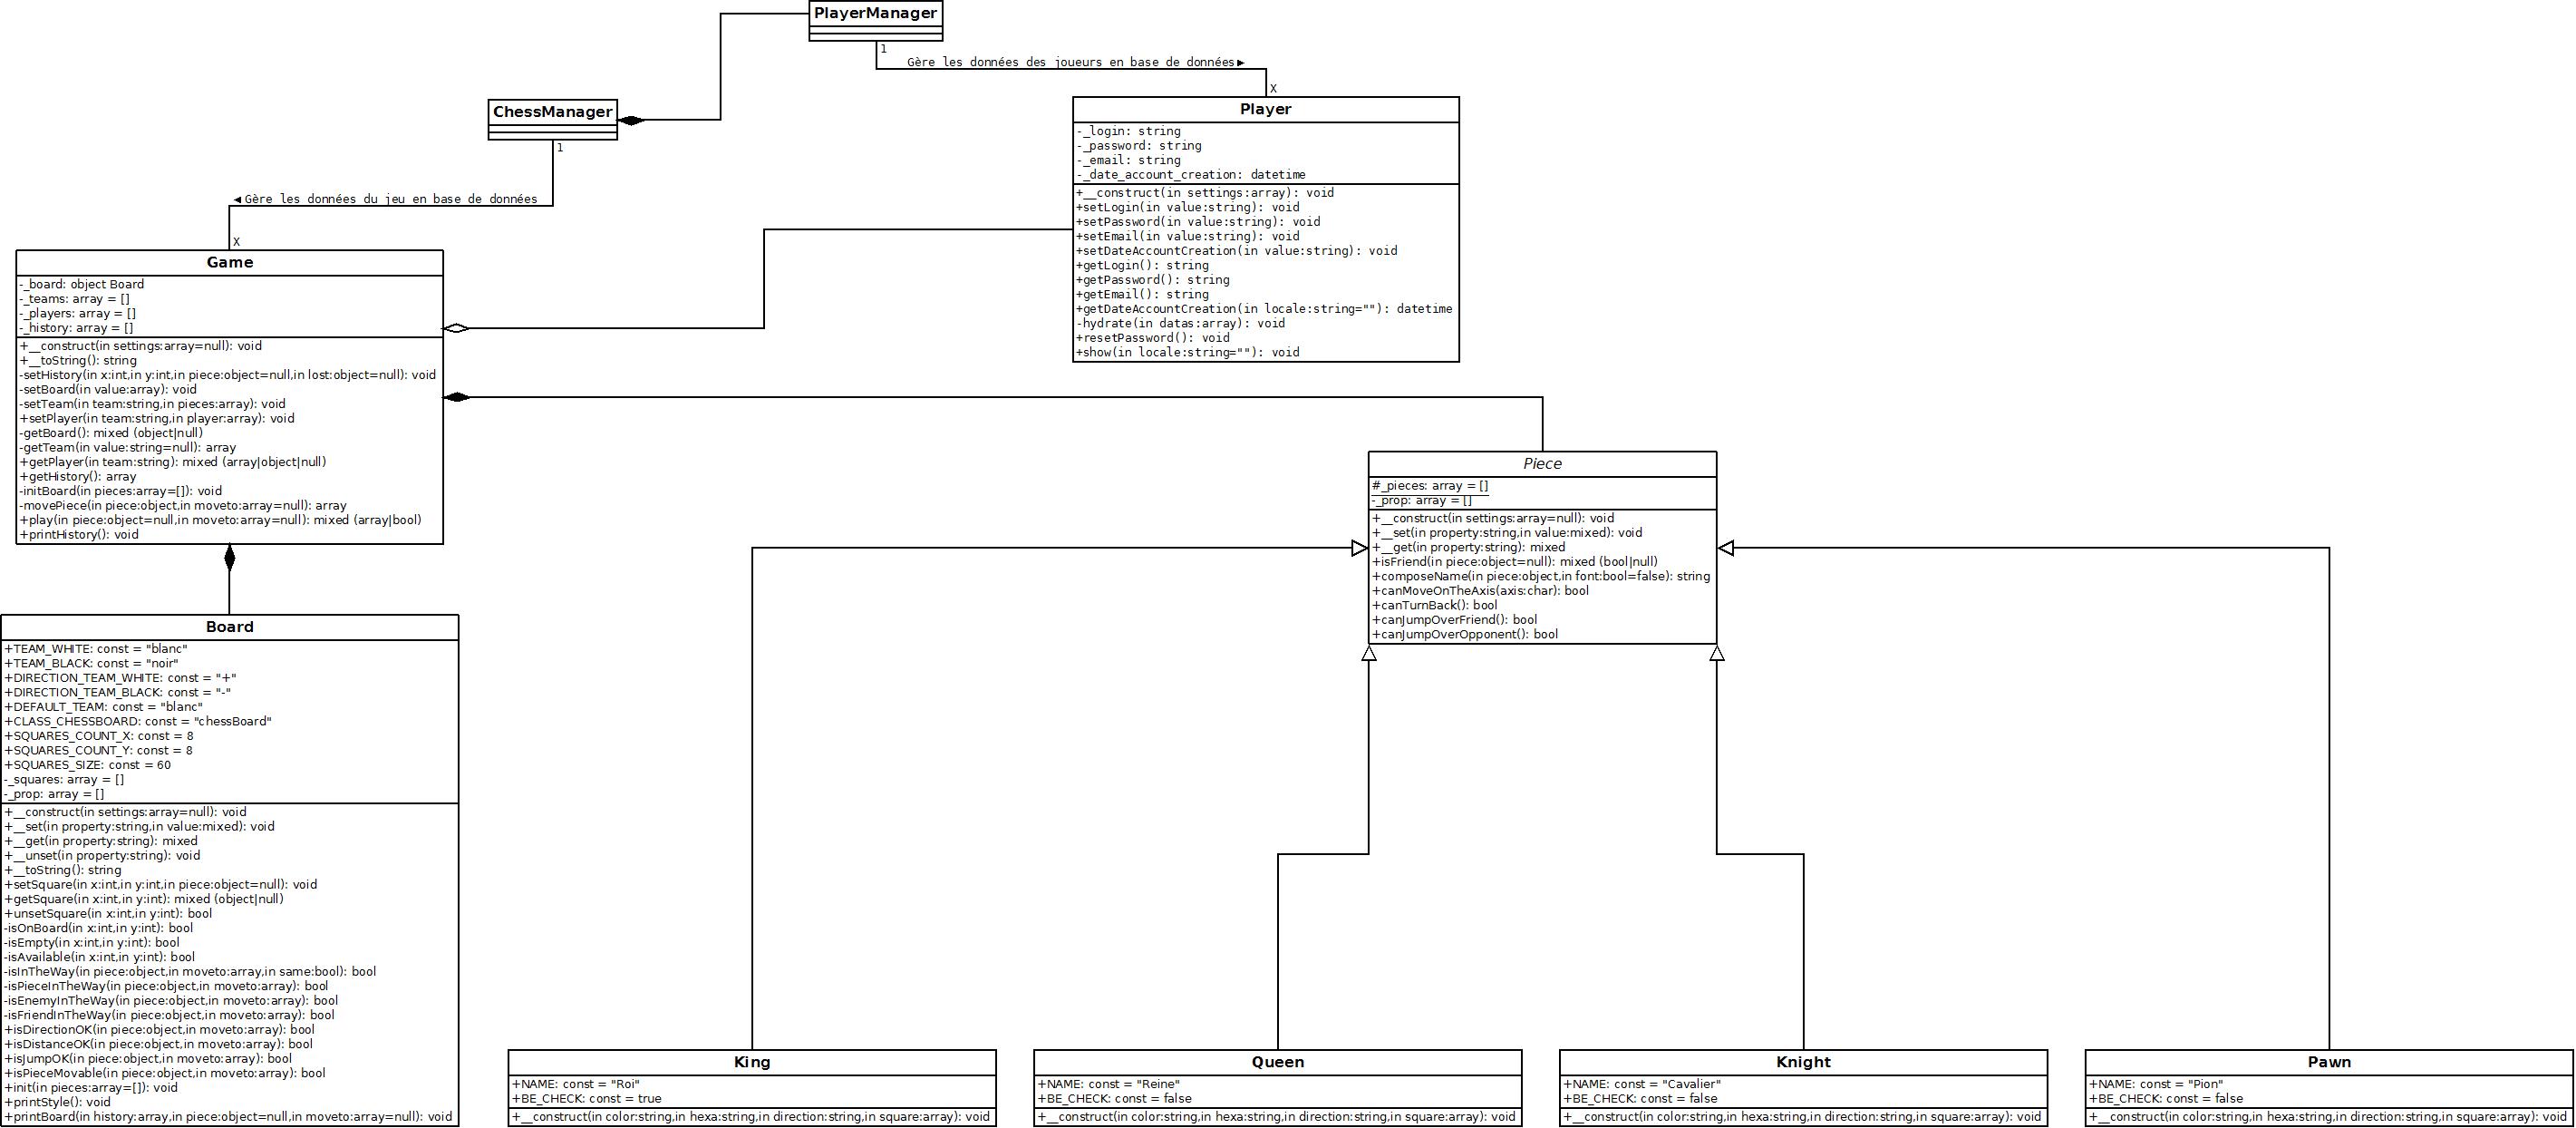 PlayerManager
1
Gère les données des joueurs en base de données►
X
ChessManager
1
◄ Gère les données du jeu en base de données
X
Player
-_login: string
-_password: string
-_email: string
-_date_account_creation: datetime
+__construct(in settings:array): void
+setLogin(in value:string): void
+setPassword(in value:string): void
+setEmail(in value:string): void
+setDateAccountCreation(in value:string): void
+getLogin(): string
+getPassword(): string
+getEmail(): string
+getDateAccountCreation(in locale:string=""): datetime
-hydrate(in datas:array): void
+resetPassword(): void
+show(in locale:string=""): void
Game
-_board: object Board
-_teams: array = []
-_players: array = []
-_history: array = []
+__construct(in settings:array=null): void
+__toString(): string
-setHistory(in x:int,in y:int,in piece:object=null,in lost:object=null): void
-setBoard(in value:array): void
-setTeam(in team:string,in pieces:array): void
+setPlayer(in team:string,in player:array): void
-getBoard(): mixed (object|null)
-getTeam(in value:string=null): array
+getPlayer(in team:string): mixed (array|object|null)
+getHistory(): array
-initBoard(in pieces:array=[]): void
-movePiece(in piece:object,in moveto:array=null): array
+play(in piece:object=null,in moveto:array=null): mixed (array|bool)
+printHistory(): void
Piece
#_pieces: array = []
-_prop: array = []
+__construct(in settings:array=null): void
+__set(in property:string,in value:mixed): void
+__get(in property:string): mixed
+isFriend(in piece:object=null): mixed (bool|null)
+composeName(in piece:object,in font:bool=false): string
+canMoveOnTheAxis(axis:char): bool
+canTurnBack(): bool
+canJumpOverFriend(): bool
+canJumpOverOpponent(): bool
Board
+TEAM_WHITE: const = "blanc"
+TEAM_BLACK: const = "noir"
+DIRECTION_TEAM_WHITE: const = "+"
+DIRECTION_TEAM_BLACK: const = "-"
+DEFAULT_TEAM: const = "blanc"
+CLASS_CHESSBOARD: const = "chessBoard"
+SQUARES_COUNT_X: const = 8
+SQUARES_COUNT_Y: const = 8
+SQUARES_SIZE: const = 60
-_squares: array = []
-_prop: array = []
+__construct(in settings:array=null): void
+__set(in property:string,in value:mixed): void
+__get(in property:string): mixed
+__unset(in property:string): void
+__toString(): string
+setSquare(in x:int,in y:int,in piece:object=null): void
+getSquare(in x:int,in y:int): mixed (object|null)
+unsetSquare(in x:int,in y:int): bool
-isOnBoard(in x:int,in y:int): bool
-isEmpty(in x:int,in y:int): bool
-isAvailable(in x:int,in y:int): bool
-isInTheWay(in piece:object,in moveto:array,in same:bool): bool
-isPieceInTheWay(in piece:object,in moveto:array): bool
-isEnemyInTheWay(in piece:object,in moveto:array): bool
-isFriendInTheWay(in piece:object,in moveto:array): bool
+isDirectionOK(in piece:object,in moveto:array): bool
+isDistanceOK(in piece:object,in moveto:array): bool
+isJumpOK(in piece:object,in moveto:array): bool
+isPieceMovable(in piece:object,in moveto:array): bool
+init(in pieces:array=[]): void
+printStyle(): void
+printBoard(in history:array,in piece:object=null,in moveto:array=null): void
King
+NAME: const = "Roi"
+BE_CHECK: const = true
+__construct(in color:string,in hexa:string,in direction:string,in square:array): void
Queen
+NAME: const = "Reine"
+BE_CHECK: const = false
+__construct(in color:string,in hexa:string,in direction:string,in square:array): void
Knight
+NAME: const = "Cavalier"
+BE_CHECK: const = false
+__construct(in color:string,in hexa:string,in direction:string,in square:array): void
Pawn
+NAME: const = "Pion"
+BE_CHECK: const = false
+__construct(in color:string,in hexa:string,in direction:string,in square:array): void